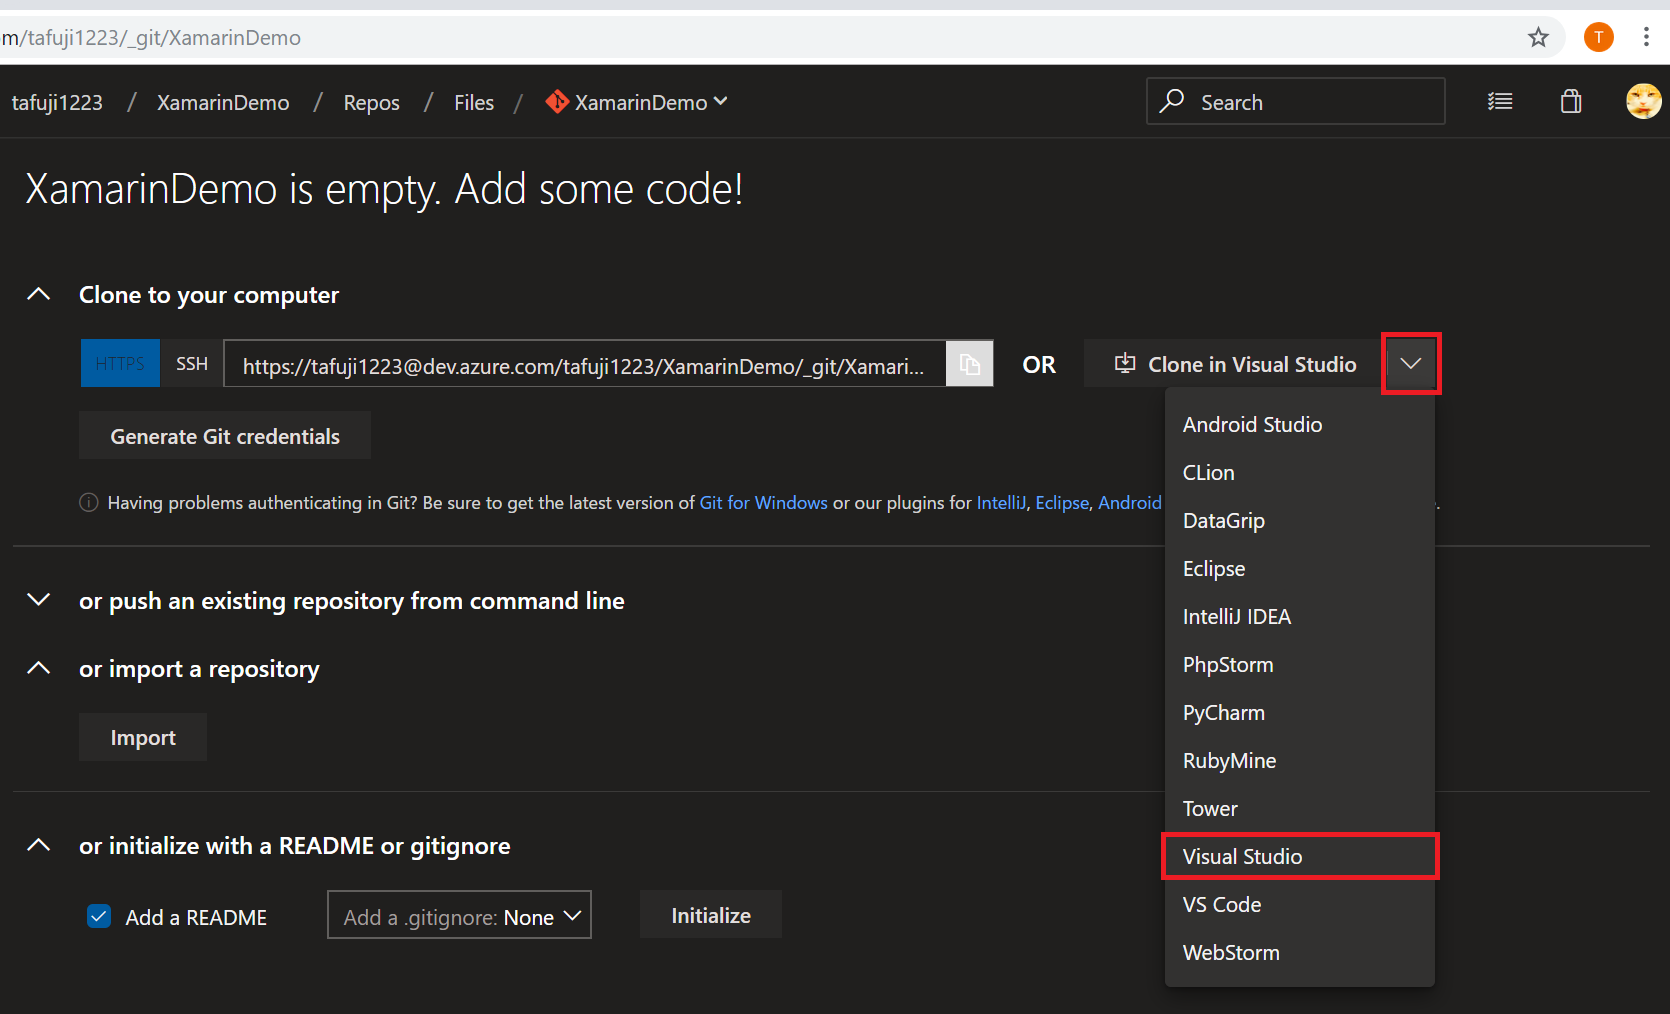 m/tafuji1223/_git/XamarinDemo
T
tafuji1223 / XamarinDemo / Repos / Files / XamarinDemo
Search
XamarinDemo is empty. Add some code!
Clone to your computer
HTTPS SSH https://tafuji1223@dev.azure.com/tafuji1223/XamarinDemo/_git/Xamari... OR Clone in Visual Studio
Generate Git credentials
Having problems authenticating in Git? Be sure to get the latest version of Git for Windows or our plugins for IntelliJ, Eclipse, Android .
Android Studio
CLion
DataGrip
Eclipse
IntelliJ IDEA
PhpStorm
PyCharm
RubyMine
Tower
Visual Studio
VS Code
WebStorm
or push an existing repository from command line
or import a repository
Import
or initialize with a README or gitignore
Add a README
Add a .gitignore: None
Initialize